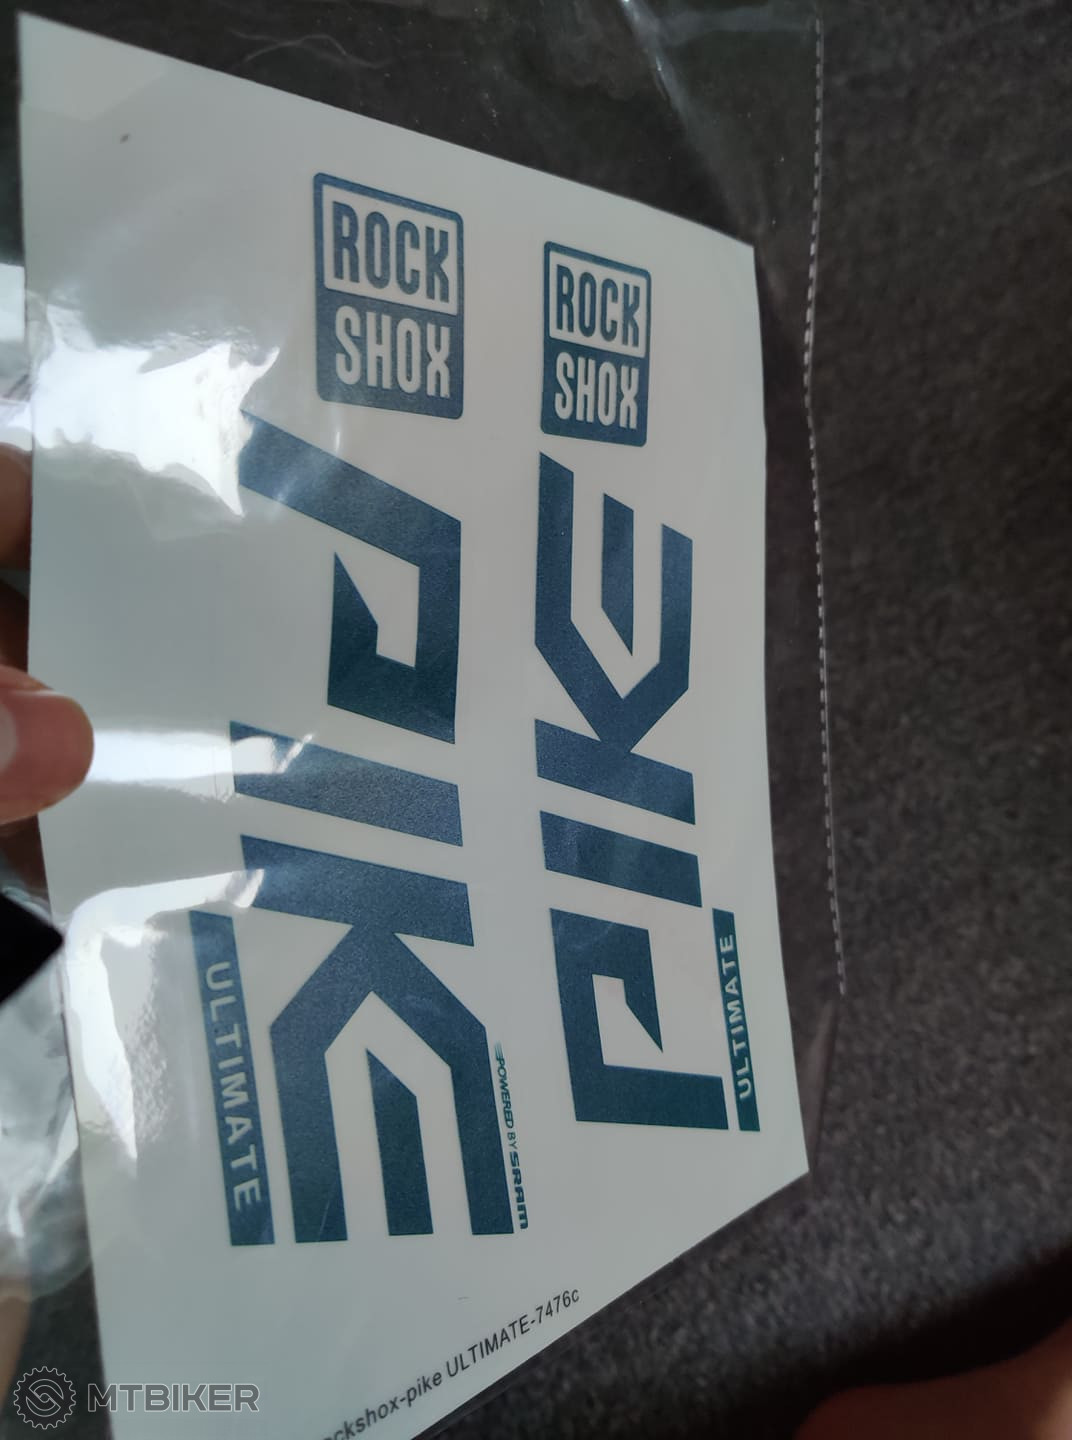 ROCK
SHOX
PIKE
ULTIMATE
POWERED BY SRAM
ROCK
SHOX
PIKE
ULTIMATE
ckshox-pike ULTIMATE-7476c
MTBIKER